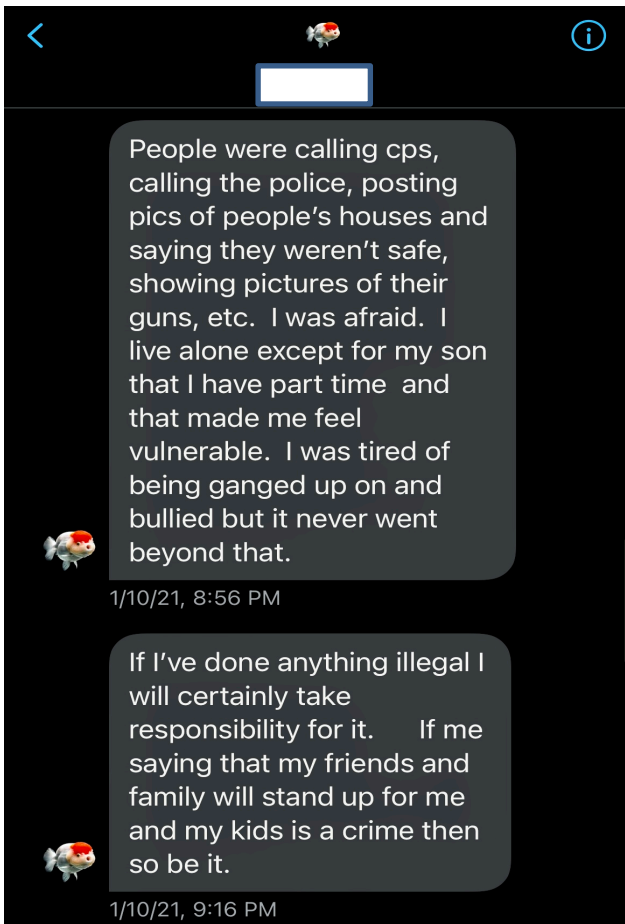 People were calling cps,
calling the police, posting
pics of people’s houses and
saying they weren’t safe,
showing pictures of their
guns, etc.  I was afraid.  I
live alone except for my son
that I have part time  and
that made me feel
vulnerable.  I was tired of
being ganged up on and
bullied but it never went
beyond that.
1/10/21, 8:56 PM
If I’ve done anything illegal I
will certainly take
responsibility for it.      If me
saying that my friends and
family will stand up for me
and my kids is a crime then
so be it.
1/10/21, 9:16 PM